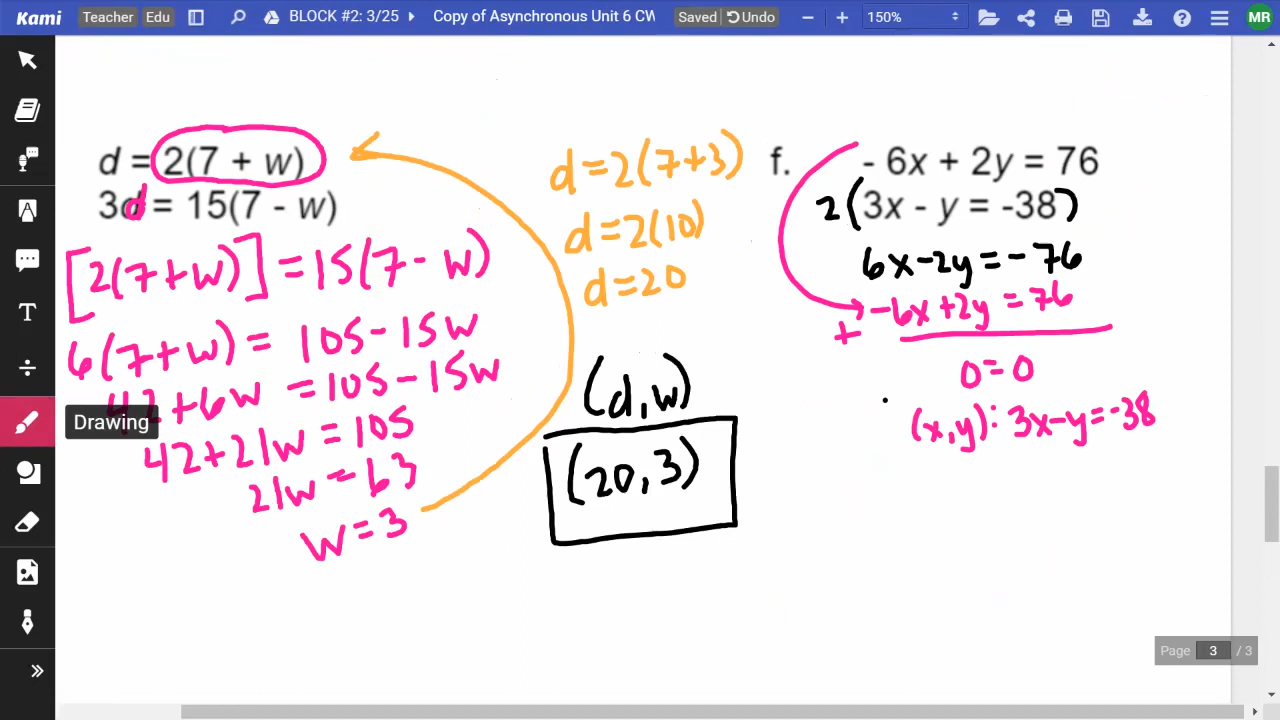 Kami Teacher Edu BLOCK #2: 3/25 Copy of Asynchronous Unit 6 CW Saved Undo 150% MR
d = 2(7 + w)
3d = 15(7 - w)
[2(7+w)] = 15(7-w)
6(7+w) = 105-15w
42+6w = 105-15w
Drawing
42+21w = 105
21w = 63
w = 3
d=2(7+3)
d=2(10)
d=20
(d,w)
(20,3)
f. - 6x + 2y = 76
2(3x - y = -38)
6x-2y=-76
+ -6x+2y=76
0=0
(x,y): 3x-y=-38
Page 3 / 3